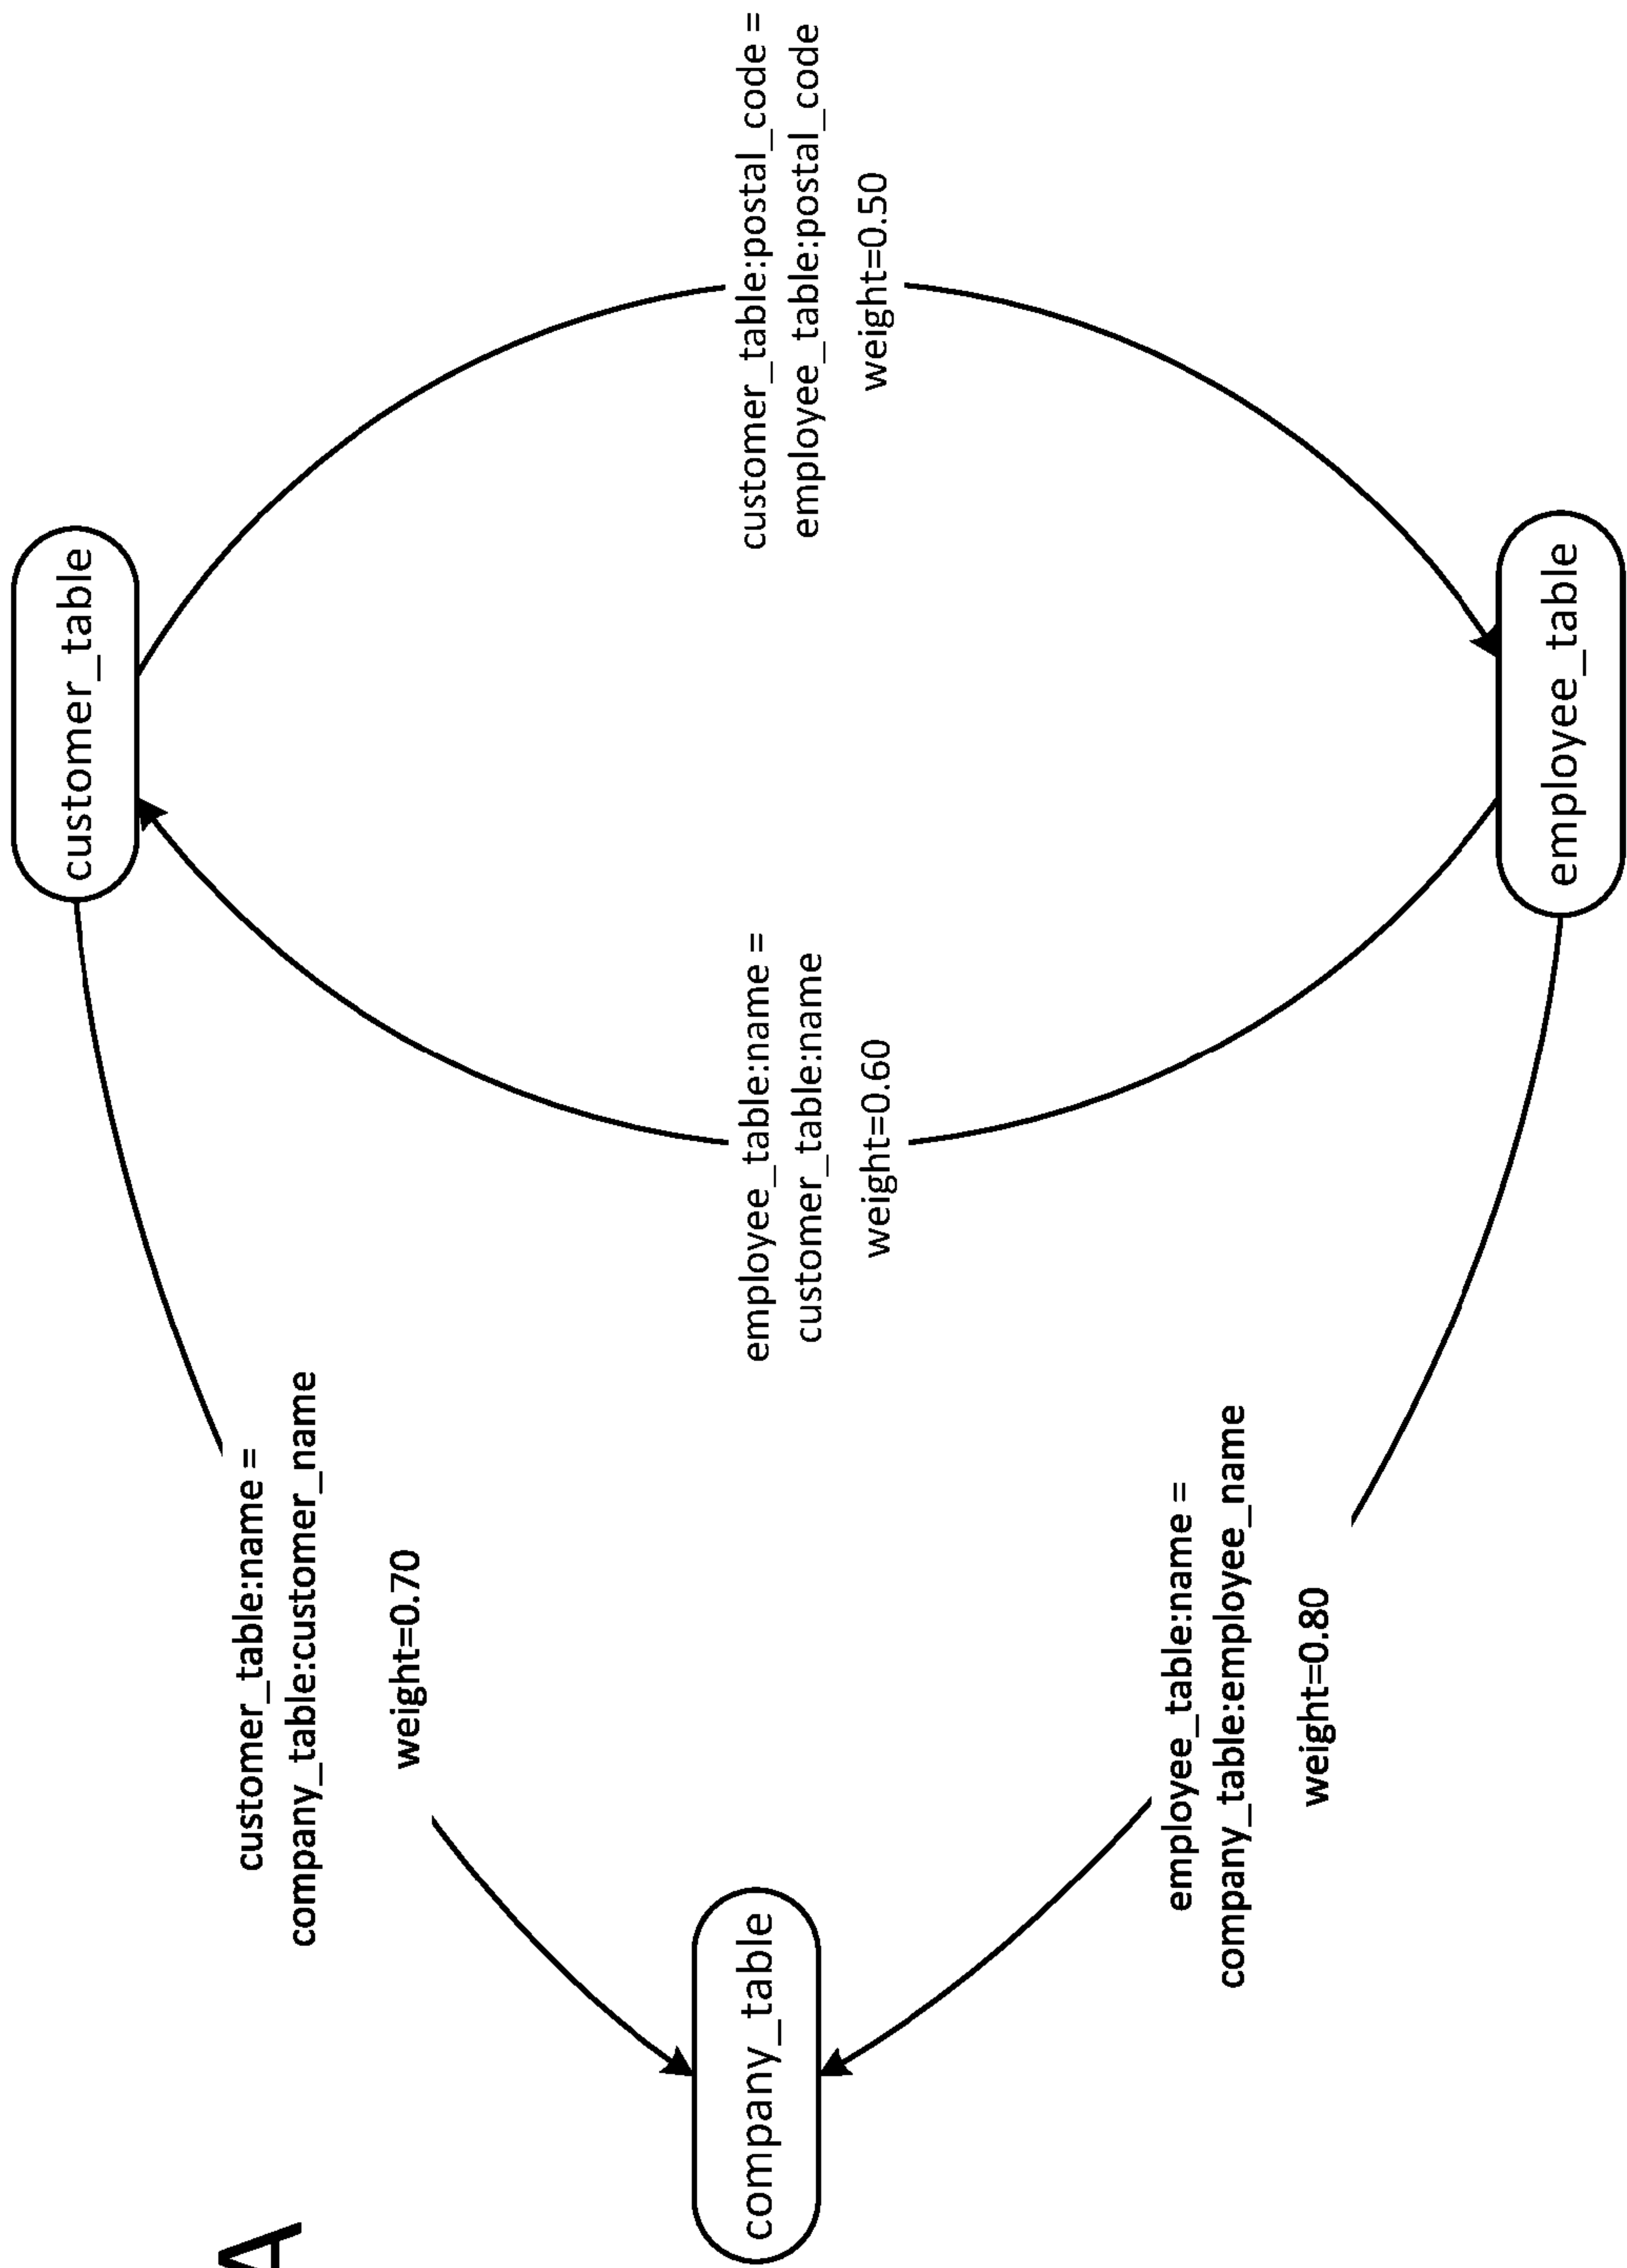 customer_table
customer_table:name =
company_table:customer_name
weight=0.70
company_table
employee_table:name =
customer_table:name
weight=0.60
customer_table:postal_code =
employee_table:postal_code
weight=0.50
employee_table:name =
company_table:employee_name
weight=0.80
employee_table